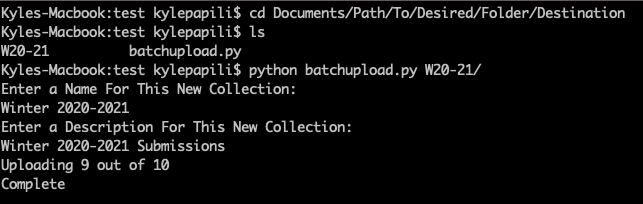 Kyles-Macbook:test kylepapili$ cd Documents/Path/To/Desired/Folder/Destination
Kyles-Macbook:test kylepapili$ ls
W20-21 batchupload.py
Kyles-Macbook:test kylepapili$ python batchupload.py W20-21/
Enter a Name For This New Collection:
Winter 2020-2021
Enter a Description For This New Collection:
Winter 2020-2021 Submissions
Uploading 9 out of 10
Complete